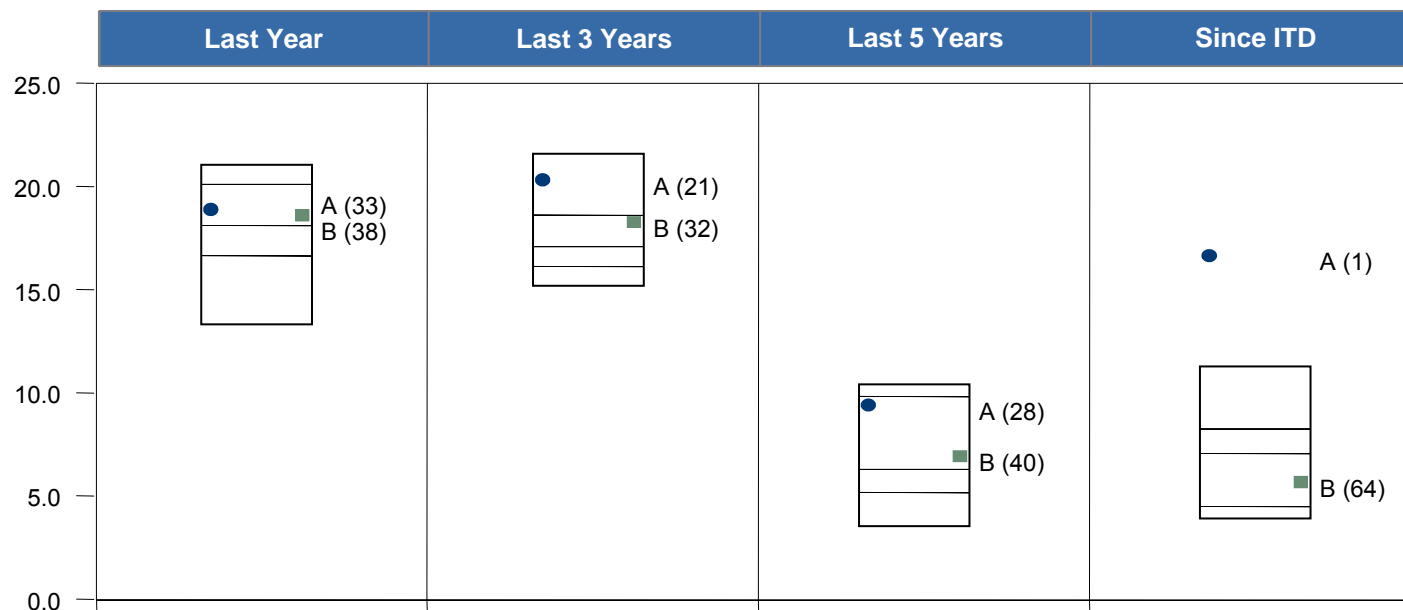 Last Year Last 3 Years Last 5 Years Since ITD
25.0
20.0
15.0
10.0
5.0
0.0
A (33)
B (38)
A (21)
B (32)
A (28)
B (40)
A (1)
B (64)